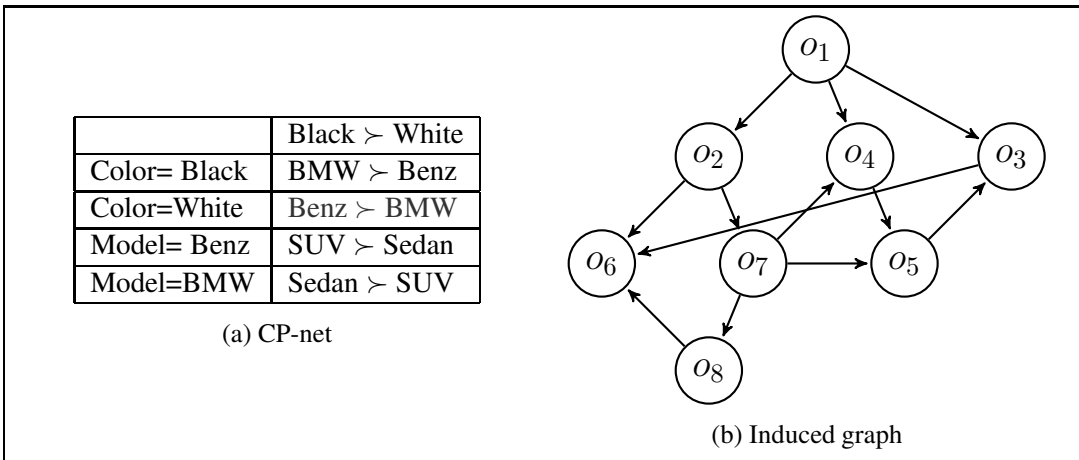 Black ≻ White
Color= Black BMW ≻ Benz
Color=White Benz ≻ BMW
Model= Benz SUV ≻ Sedan
Model=BMW Sedan ≻ SUV
(a) CP-net
o1
o2 o4 o3
o6 o7 o5
o8
(b) Induced graph